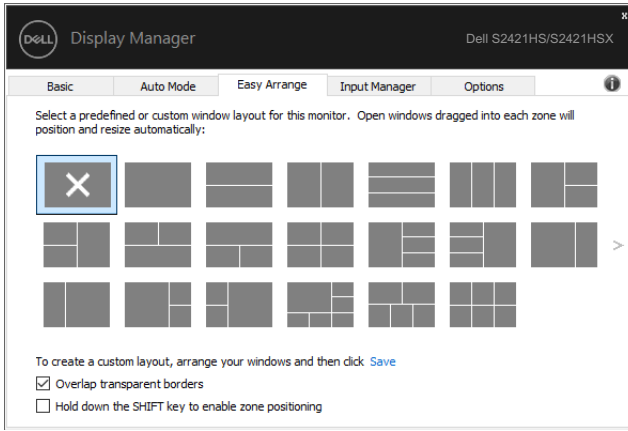 x
DELL
Display Manager
Dell S2421HS/S2421HSX
Basic
Auto Mode
Easy Arrange
Input Manager
Options
i
Select a predefined or custom window layout for this monitor. Open windows dragged into each zone will
position and resize automatically:
>
To create a custom layout, arrange your windows and then click Save
Overlap transparent borders
Hold down the SHIFT key to enable zone positioning